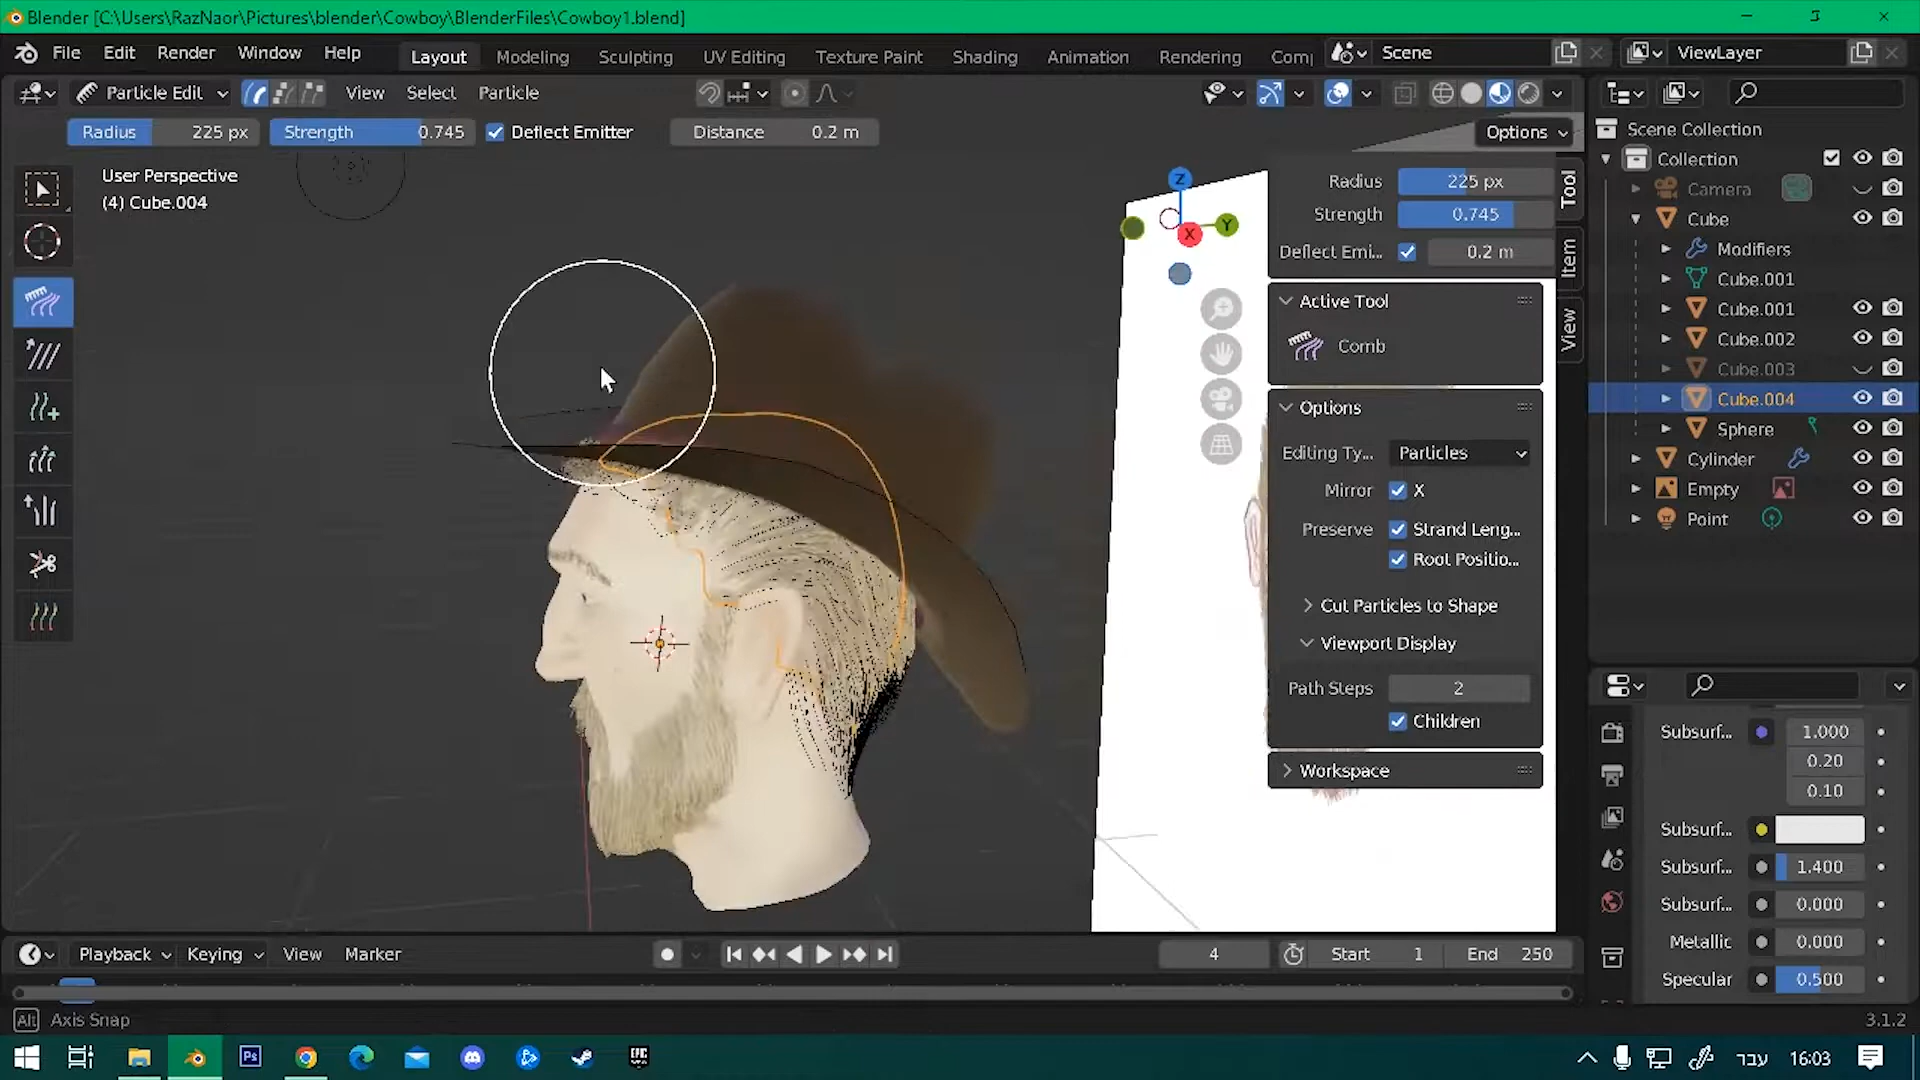 Blender [C:\Users\RazNaor\Pictures\blender\Cowboy\BlenderFiles\Cowboy1.blend]
File Edit Render Window Help Layout Modeling Sculpting UV Editing Texture Paint Shading Animation Rendering Com Scene ViewLayer
Particle Edit View Select Particle
Radius 225 px Strength 0.745 Deflect Emitter Distance 0.2 m Options
User Perspective
(4) Cube.004
Z
Y
X
Radius 225 px
Strength 0.745
Deflect Emi... 0.2 m
Active Tool
Comb
Options
Editing Ty... Particles
Mirror X
Preserve Strand Leng...
Root Positio...
Cut Particles to Shape
Viewport Display
Path Steps 2
Children
Workspace
Tool
Item
View
Scene Collection
Collection
Camera
Cube
Modifiers
Cube.001
Cube.001
Cube.002
Cube.003
Cube.004
Sphere
Cylinder
Empty
Point
Subsurf... 1.000
0.20
0.10
Subsurf...
Subsurf... 1.400
Subsurf... 0.000
Metallic 0.000
Specular 0.500
Playback Keying View Marker 4 Start 1 End 250
Alt Axis Snap 3.1.2
Ps EPIC עבר 16:03